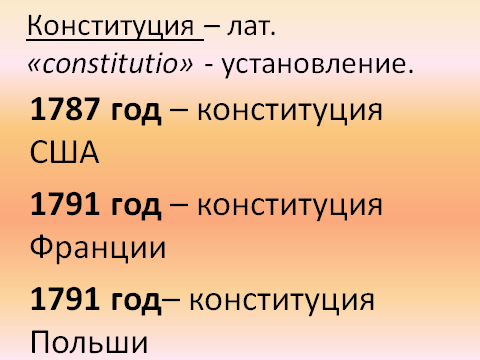 Конституция – лат.
«constitutio» - установление.
1787 год – конституция
США
1791 год – конституция
Франции
1791 год– конституция
Польши